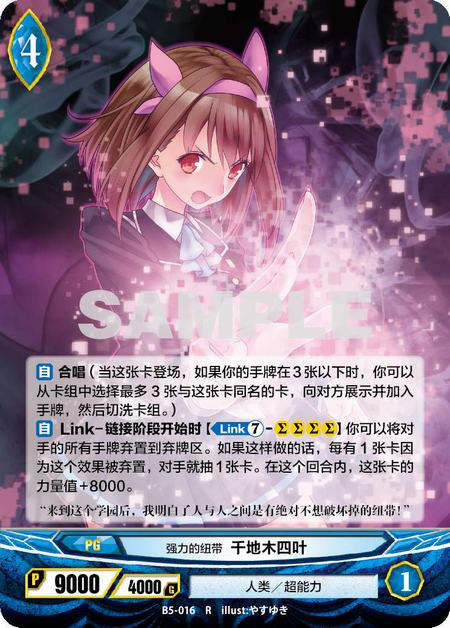 4
SAMPLE
自 合唱（当这张卡登场，如果你的手牌在3张以下时，你可以
从卡组中选择最多 3 张与这张卡同名的卡，向对方展示并加入
手牌，然后切洗卡组。）
自 Link-链接阶段开始时【Link 7 - Σ Σ Σ Σ】你可以将对
手的所有手牌弃置到弃牌区。如果这样做的话，每有 1 张卡因
为这个效果被弃置，对手就抽1张卡。在这个回合内，这张卡的
力量值+8000。
“来到这个学园后，我明白了人与人之间是有绝对不想破坏掉的纽带！”
PG 强力的纽带 千地木四叶
P 9000 / 4000 G 人类／超能力 1
B5-016 R illust:やすゆき